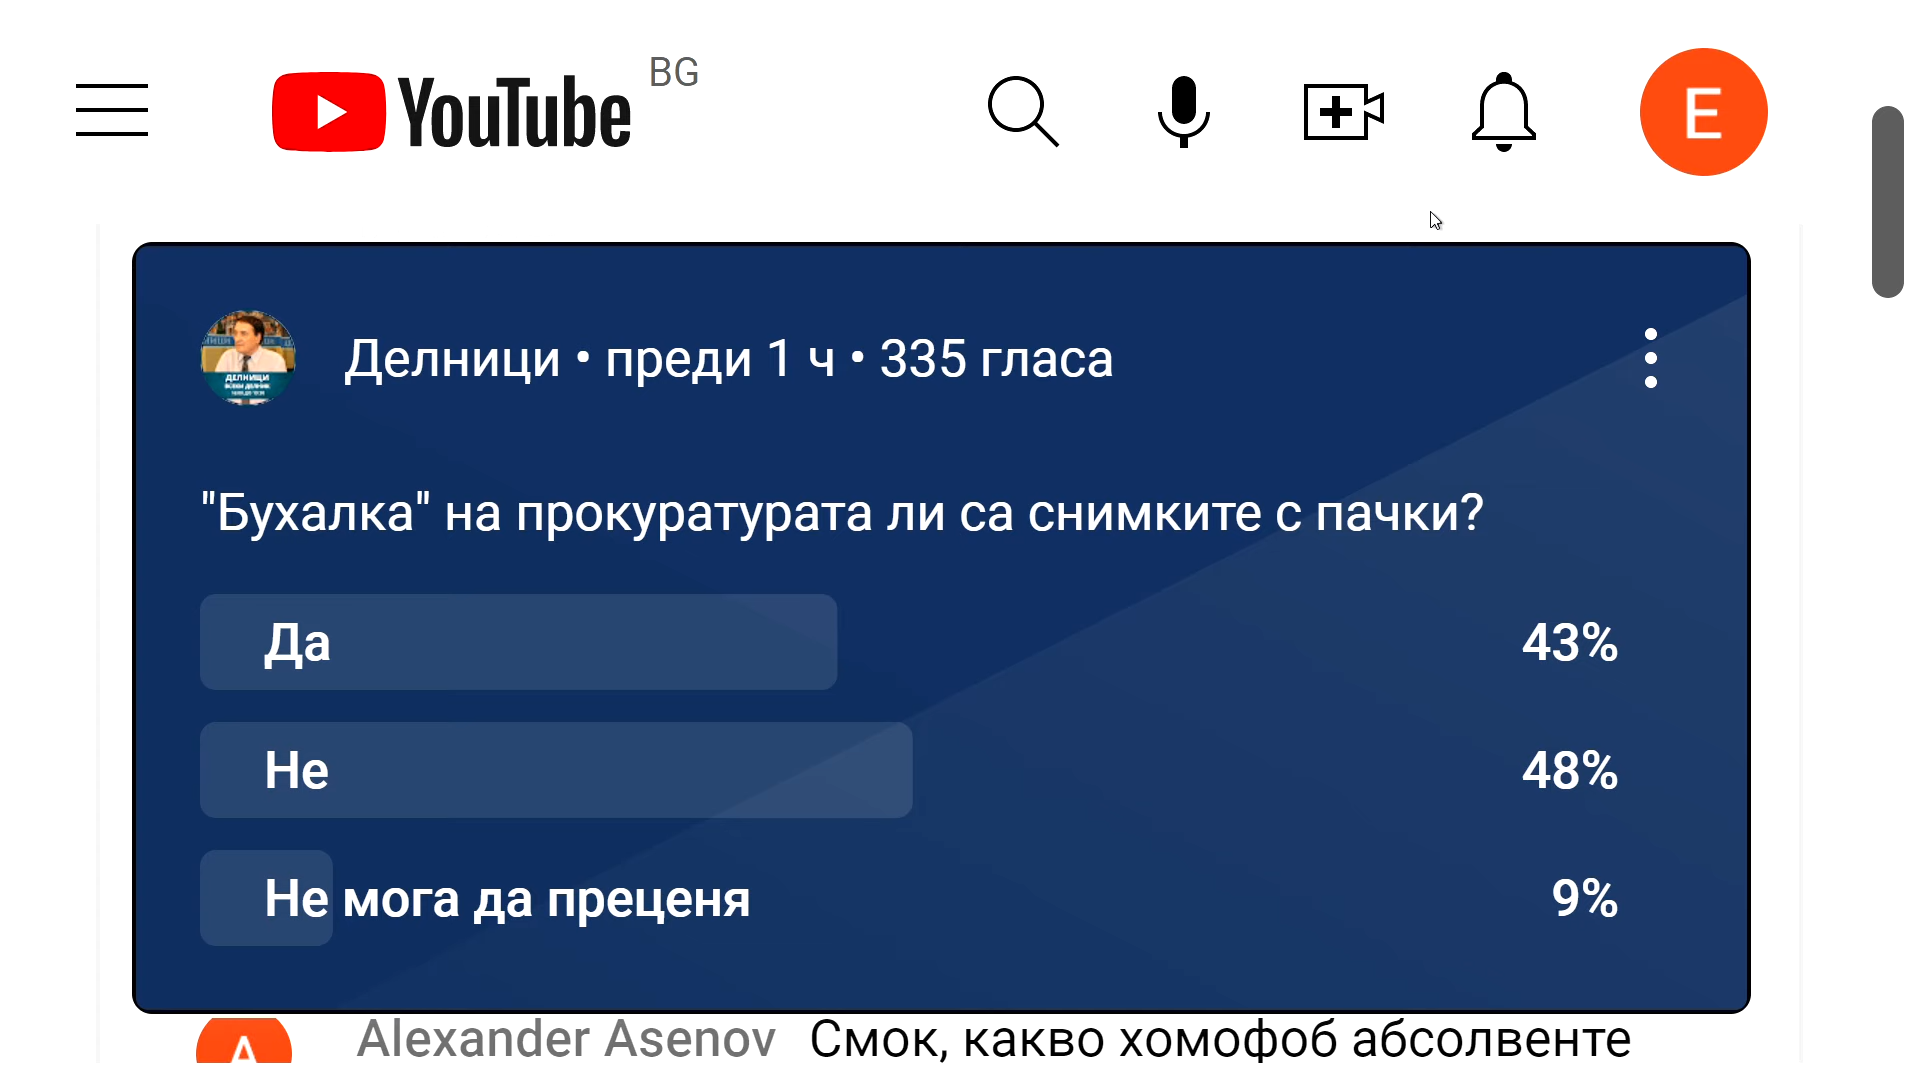 YouTube BG
E
Делници • преди 1 ч • 335 гласа
"Бухалка" на прокуратурата ли са снимките с пачки?
Да 43%
Не 48%
Не мога да преценя 9%
A Alexander Asenov Смок, какво хомофоб абсолвенте